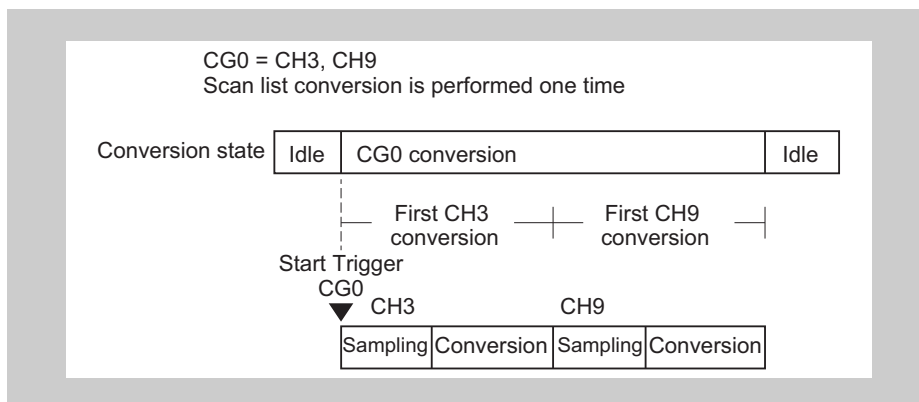 CG0 = CH3, CH9
Scan list conversion is performed one time
Conversion state
Idle
CG0 conversion
Idle
First CH3
conversion
First CH9
conversion
Start Trigger
CG0
CH3
CH9
Sampling
Conversion
Sampling
Conversion